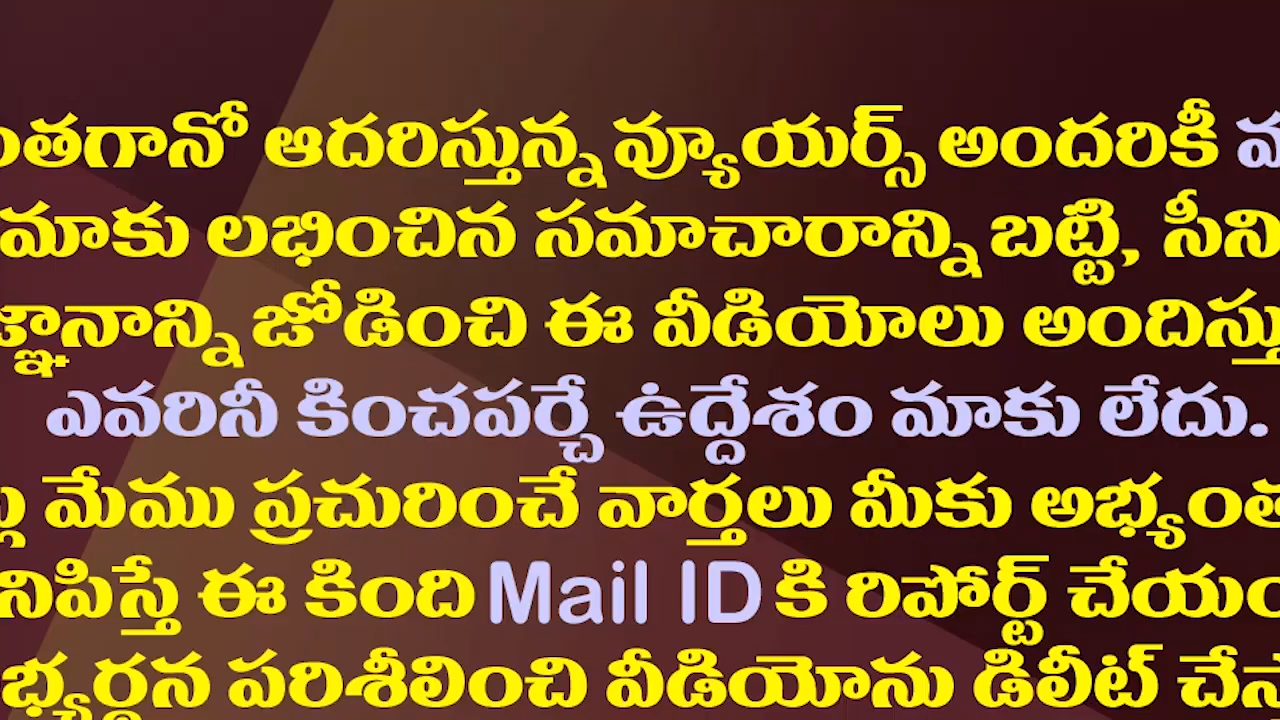 ంతగానో ఆదరిస్తున్న వ్యూయర్స్ అందరికీ
మాకు లభించిన సమాచారాన్ని బట్టి, సీని
జ్ఞానాన్ని జోడించి ఈ వీడియోలు అందిస్తు
ఎవరినీ కించపర్చే ఉద్దేశం మాకు లేదు.
మేము ప్రచురించే వార్తలు మీకు అభ్యంత
నిపిస్తే ఈ కింది Mail ID కి రిపోర్ట్ చేయం
భ్యర్థన పరిశీలించి వీడియోను డిలీట్ చేస